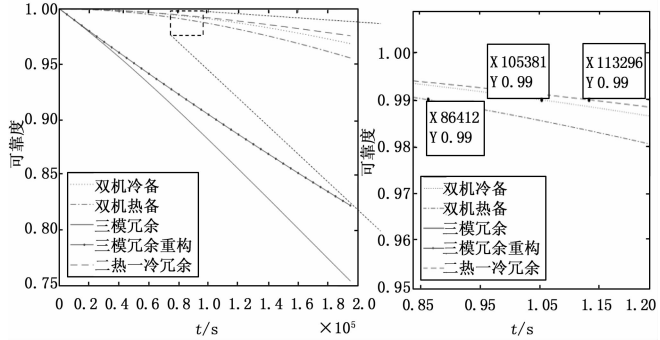 1.00
0.95
0.90
0.85
0.80
0.75
可靠度
双机冷备
双机热备
三模冗余
三模冗余重构
二热一冷冗余
0 0.2 0.4 0.6 0.8 1.0 1.2 1.4 1.6 1.8 2.0
t/s
×10⁵
1.00
0.99
0.98
0.97
0.96
0.95
可靠度
X 105381
Y 0.99
X 113296
Y 0.99
X 86412
Y 0.99
双机冷备
双机热备
三模冗余
三模冗余重构
二热一冷冗余
0.85 0.95 1.05 1.15 1.20
t/s